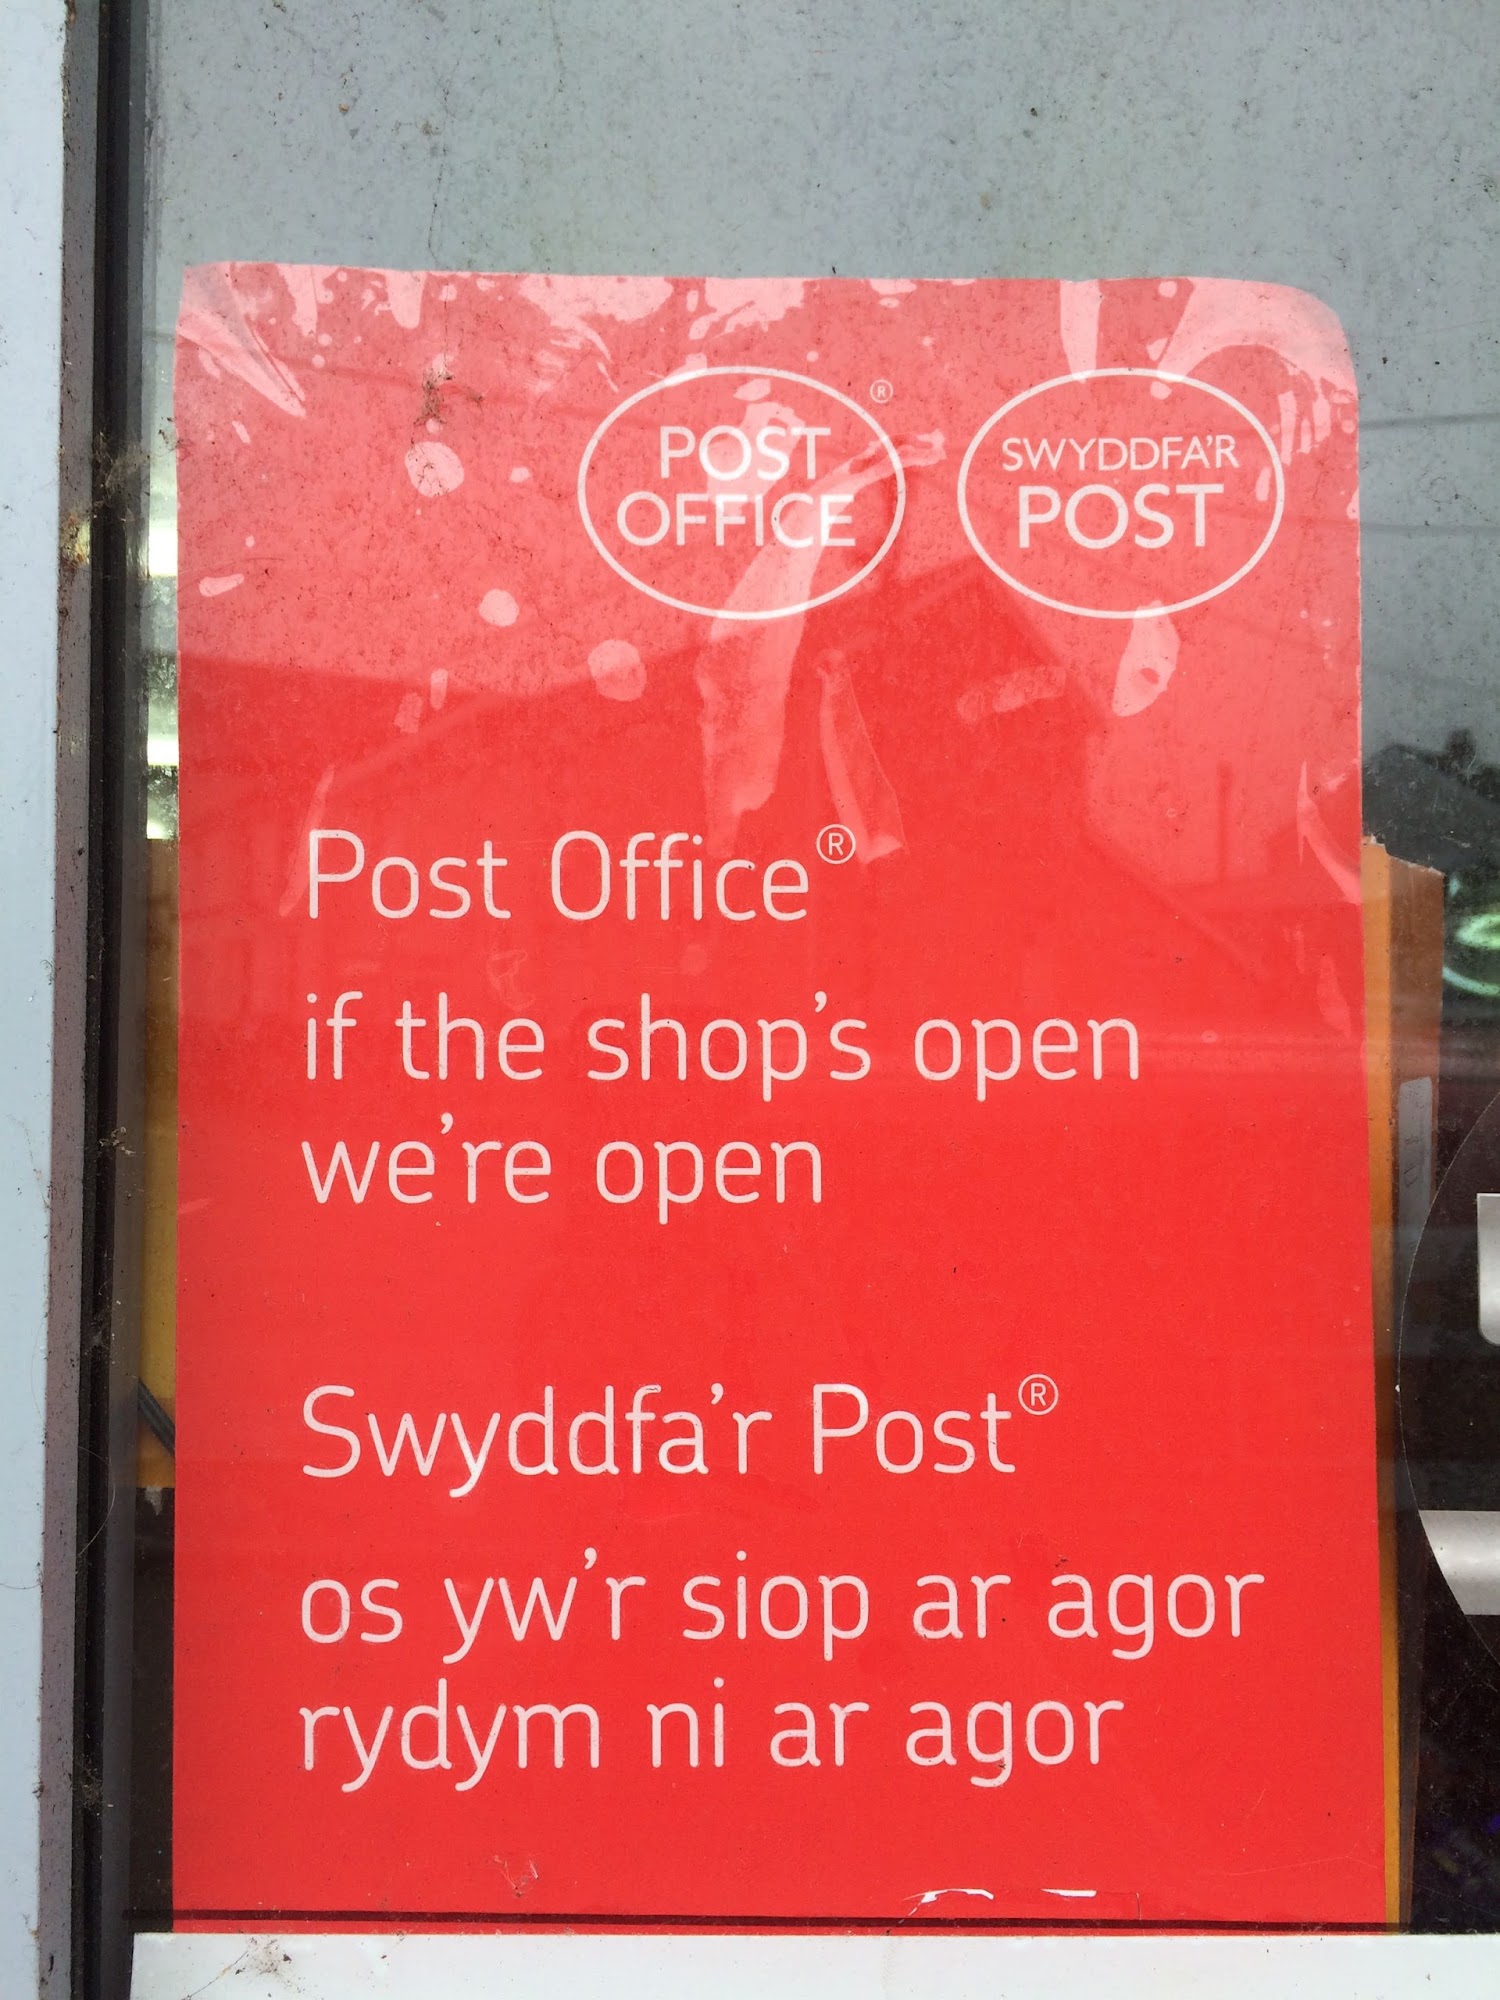 POST
OFFICE ®
SWYDDFA'R
POST
Post Office®
if the shop's open
we're open
Swyddfa'r Post®
os yw'r siop ar agor
rydym ni ar agor